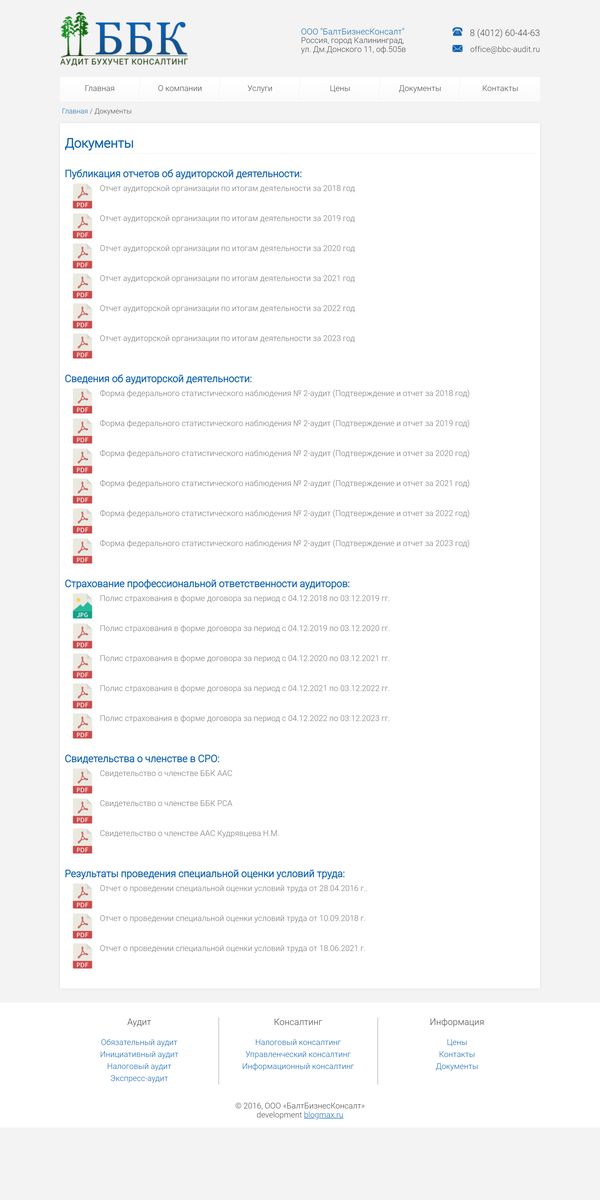 ББК
АУДИТ БУХУЧЕТ КОНСАЛТИНГ
ООО "БалтБизнесКонсалт"
Россия, город Калининград,
ул. Дм.Донского 11, оф.505в
8 (4012) 60-44-63
office@bbc-audit.ru
Главная О компании Услуги Цены Документы Контакты
Главная / Документы
Документы
Публикация отчетов об аудиторской деятельности:
PDF Отчет аудиторской организации по итогам деятельности за 2018 год
PDF Отчет аудиторской организации по итогам деятельности за 2019 год
PDF Отчет аудиторской организации по итогам деятельности за 2020 год
PDF Отчет аудиторской организации по итогам деятельности за 2021 год
PDF Отчет аудиторской организации по итогам деятельности за 2022 год
PDF Отчет аудиторской организации по итогам деятельности за 2023 год
Сведения об аудиторской деятельности:
PDF Форма федерального статистического наблюдения № 2-аудит (Подтверждение и отчет за 2018 год)
PDF Форма федерального статистического наблюдения № 2-аудит (Подтверждение и отчет за 2019 год)
PDF Форма федерального статистического наблюдения № 2-аудит (Подтверждение и отчет за 2020 год)
PDF Форма федерального статистического наблюдения № 2-аудит (Подтверждение и отчет за 2021 год)
PDF Форма федерального статистического наблюдения № 2-аудит (Подтверждение и отчет за 2022 год)
PDF Форма федерального статистического наблюдения № 2-аудит (Подтверждение и отчет за 2023 год)
Страхование профессиональной ответственности аудиторов:
JPG Полис страхования в форме договора за период с 04.12.2018 по 03.12.2019 гг.
PDF Полис страхования в форме договора за период с 04.12.2019 по 03.12.2020 гг.
PDF Полис страхования в форме договора за период с 04.12.2020 по 03.12.2021 гг.
PDF Полис страхования в форме договора за период с 04.12.2021 по 03.12.2022 гг.
PDF Полис страхования в форме договора за период с 04.12.2022 по 03.12.2023 гг.
Свидетельства о членстве в СРО:
PDF Свидетельство о членстве ББК ААС
PDF Свидетельство о членстве ББК РСА
PDF Свидетельство о членстве ААС Кудрявцева Н.М.
Результаты проведения специальной оценки условий труда:
PDF Отчет о проведении специальной оценки условий труда от 28.04.2016 г,.
PDF Отчет о проведении специальной оценки условий труда от 10.09.2018 г.
PDF Отчет о проведении специальной оценки условий труда от 18.06.2021 г.
Аудит
Обязательный аудит
Инициативный аудит
Налоговый аудит
Экспресс-аудит
Консалтинг
Налоговый консалтинг
Управленческий консалтинг
Информационный консалтинг
Информация
Цены
Контакты
Документы
© 2016, ООО «БалтБизнесКонсалт»
development blogmax.ru